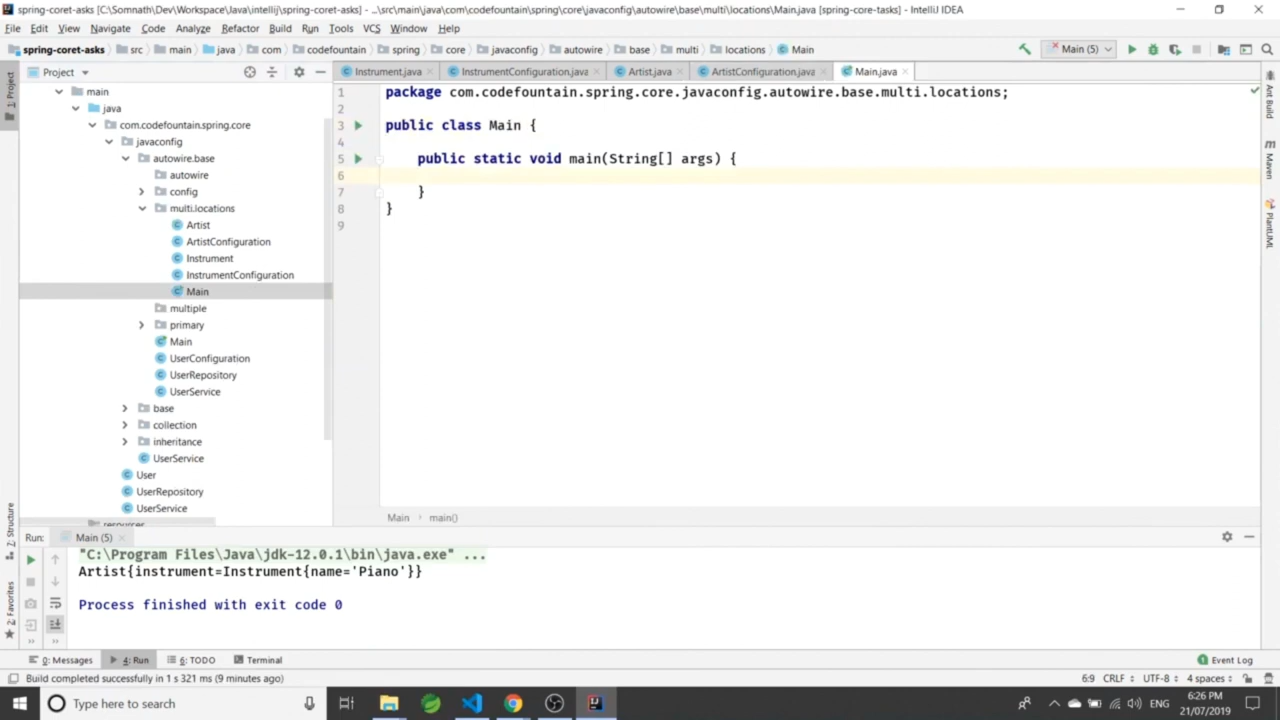 spring-coret-asks [C:\Somnath\Dev\Workspace\Java\intellij\spring-coret-asks] - ...\src\main\java\com\codefountain\spring\core\javaconfig\autowire\base\multi\locations\Main.java [spring-core-tasks] - IntelliJ IDEA
File Edit View Navigate Code Analyze Refactor Build Run Tools VCS Window Help
spring-coret-asks src main java com codefountain spring core javaconfig autowire base multi locations Main Main (5)
Project
Instrument.java InstrumentConfiguration.java Artist.java ArtistConfiguration.java Main.java
1: Project
main
java
com.codefountain.spring.core
javaconfig
autowire.base
autowire
config
multi.locations
Artist
ArtistConfiguration
Instrument
InstrumentConfiguration
Main
multiple
primary
Main
UserConfiguration
UserRepository
UserService
base
collection
inheritance
UserService
User
UserRepository
UserService
resources
1 package com.codefountain.spring.core.javaconfig.autowire.base.multi.locations;
2
3 public class Main {
4
5 public static void main(String[] args) {
6
7 }
8 }
9
Main main()
Ant Build
Maven
PlantUML
Z: Structure
2: Favorites
Run: Main (5)
"C:\Program Files\Java\jdk-12.0.1\bin\java.exe" ...
Artist{instrument=Instrument{name='Piano'}}
Process finished with exit code 0
0: Messages 4: Run 6: TODO Terminal Event Log
Build completed successfully in 1 s 321 ms (9 minutes ago) 6:9 CRLF UTF-8 4 spaces
Type here to search
ENG
6:26 PM
21/07/2019